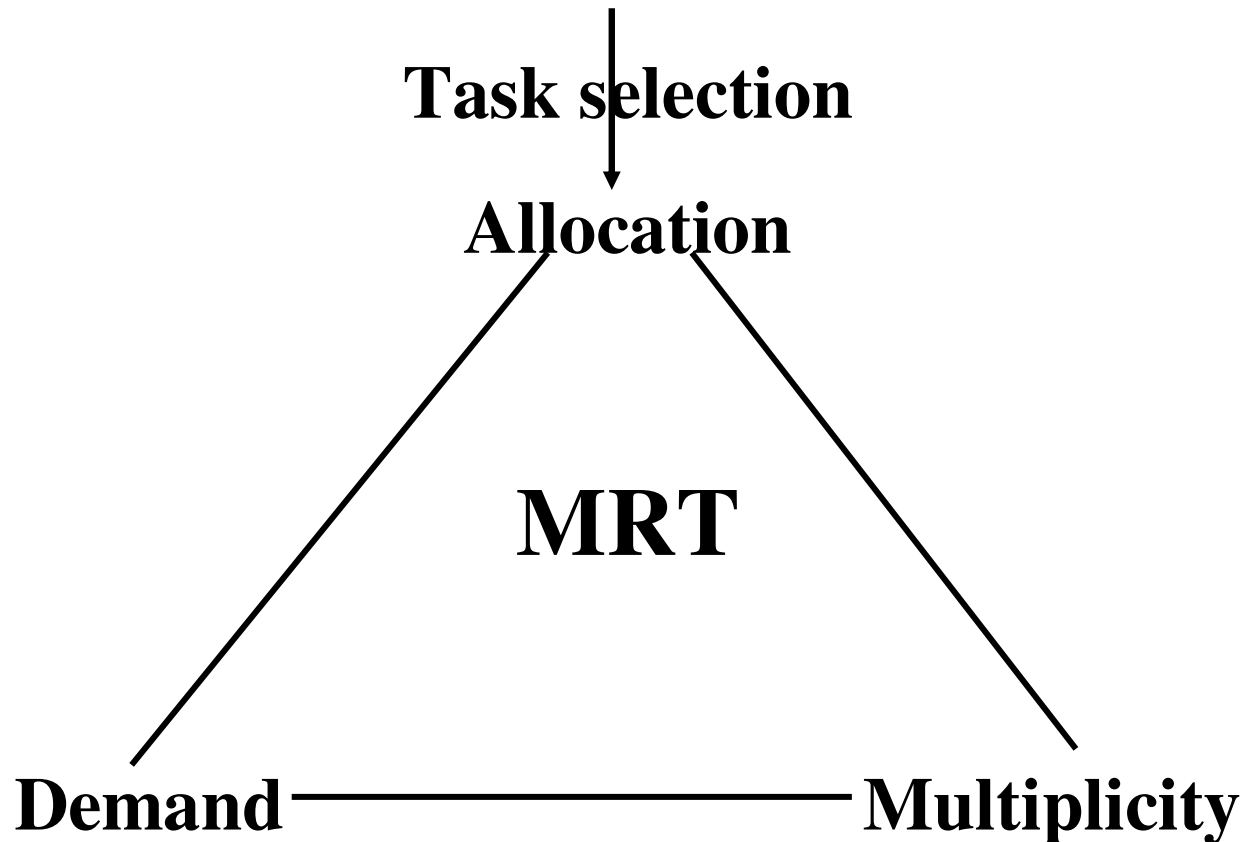 Task selection
Allocation
MRT
Demand
Multiplicity